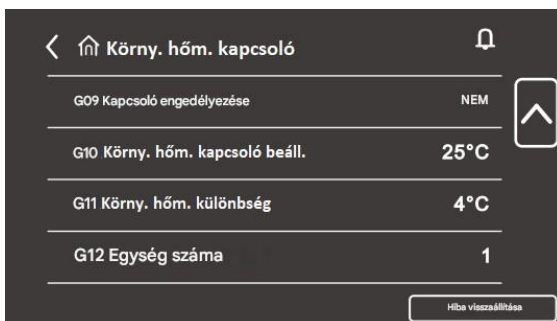 Körny. hőm. kapcsoló
G09 Kapcsoló engedélyezése NEM
G10 Körny. hőm. kapcsoló beáll. 25°C
G11 Körny. hőm. különbség 4°C
G12 Egység száma 1
Hiba visszaállítása